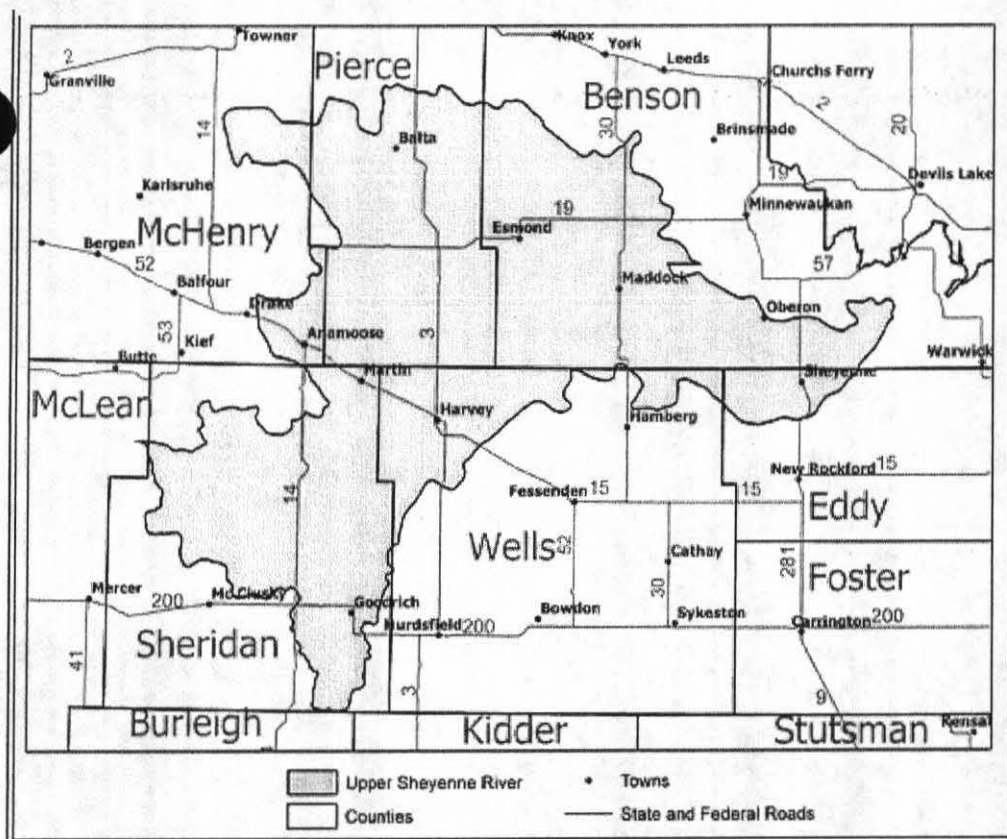 Towner
Knox
York
2
Granville
Pierce
Leeds
Churchs Ferry
Benson
2
14
30
20
Balta
Brinsmade
Karlsruhe
19
Devils Lake
McHenry
Esmond
19
Minnewaukan
Bergen
52
57
Balfour
Maddock
Drake
Oberon
53
Kief
Anamoose
3
Butte
Martin
Sheyenne
Warwick
McLean
Harvey
Hamberg
14
New Rockford
15
Fessenden
15
15
Eddy
Wells
52
Cathay
281
Foster
Mercer
200
McClusky
Goodrich
30
Bowdon
Sykeston
Hurdsfield
200
Carrington
200
Sheridan
41
3
9
Burleigh
Kidder
Stutsman
Kensal
Upper Sheyenne River
Towns
Counties
State and Federal Roads